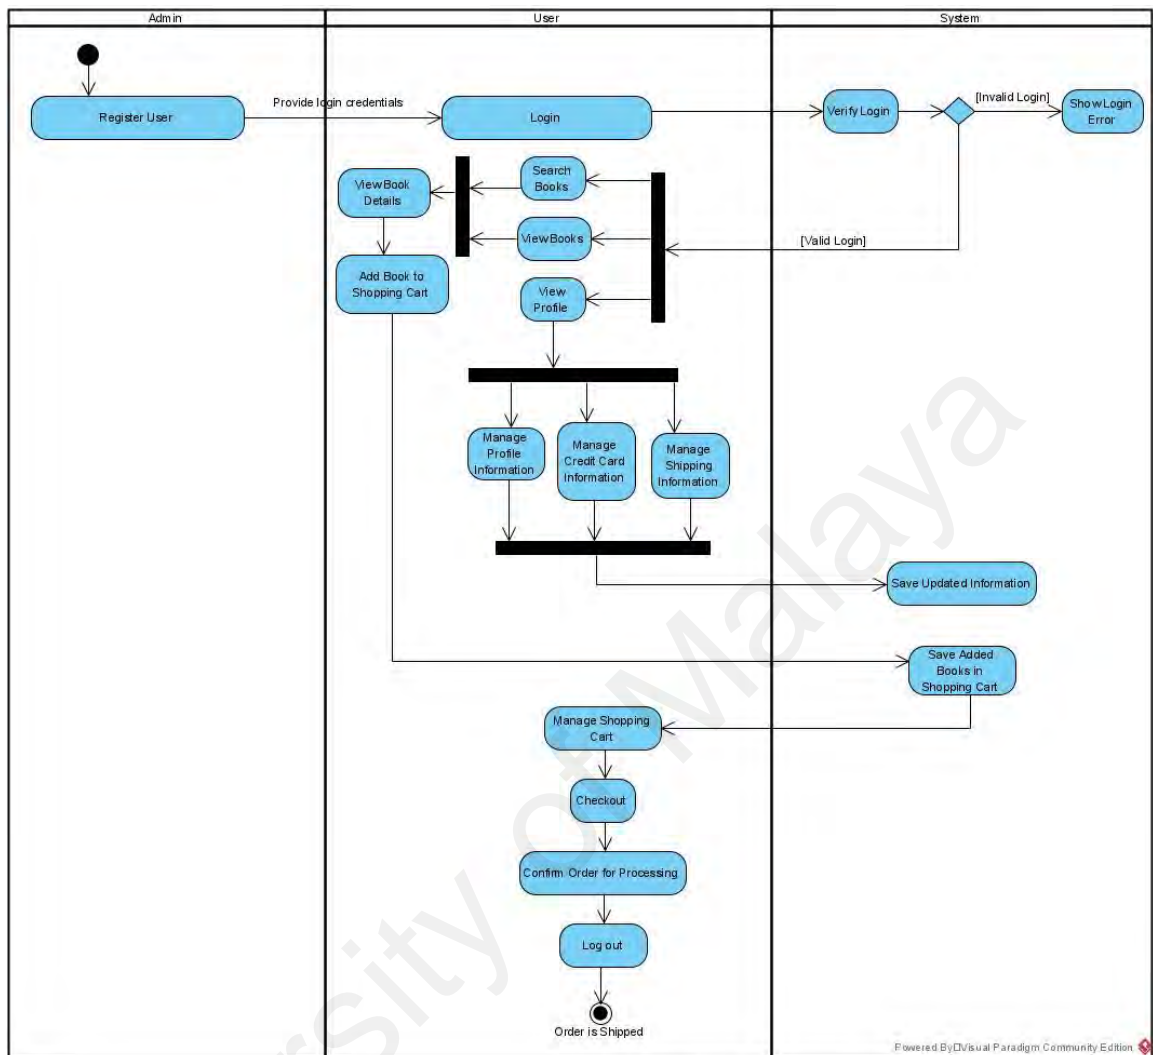 Admin
User
System
Register User
Provide login credentials
Login
Verify Login
[Invalid Login]
Show Login
Error
View Book
Details
Search
Books
View Books
[Valid Login]
Add Book to
Shopping Cart
View
Profile
Manage
Profile
Information
Manage
Credit Card
Information
Manage
Shipping
Information
Save Updated Information
Save Added
Books in
Shopping Cart
Manage Shopping
Cart
Checkout
Confirm Order for Processing
Log out
Order is Shipped
Powered By Visual Paradigm Community Edition
ersity of Malaya